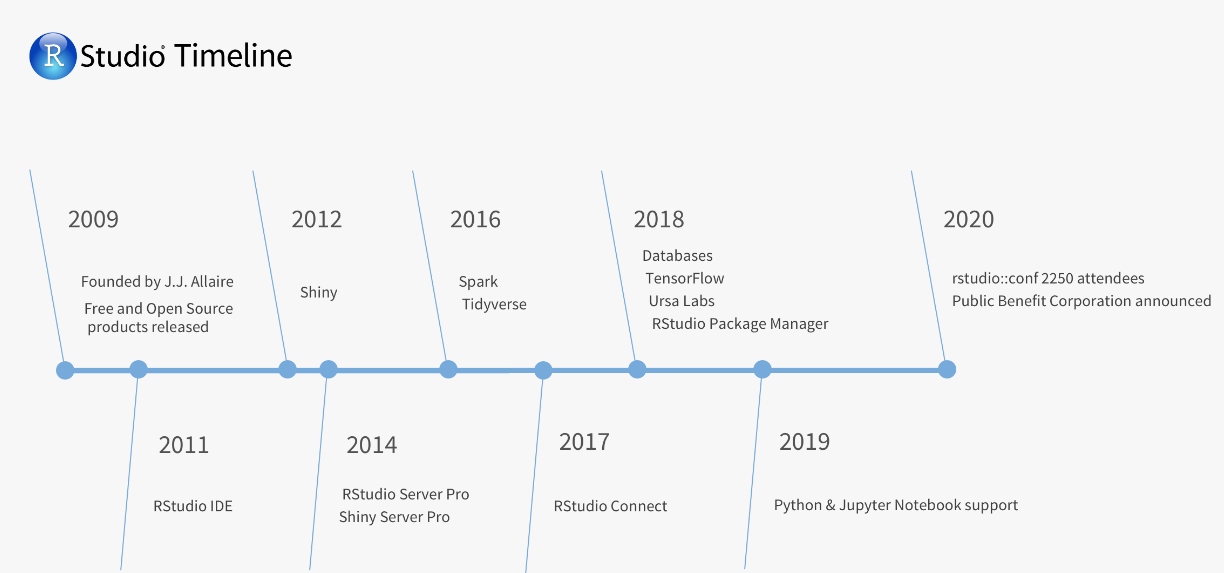 R Studio® Timeline
2009
Founded by J.J. Allaire
Free and Open Source
products released
2011
RStudio IDE
2012
Shiny
2014
RStudio Server Pro
Shiny Server Pro
2016
Spark
Tidyverse
2017
RStudio Connect
2018
Databases
TensorFlow
Ursa Labs
RStudio Package Manager
2019
Python & Jupyter Notebook support
2020
rstudio::conf 2250 attendees
Public Benefit Corporation announced